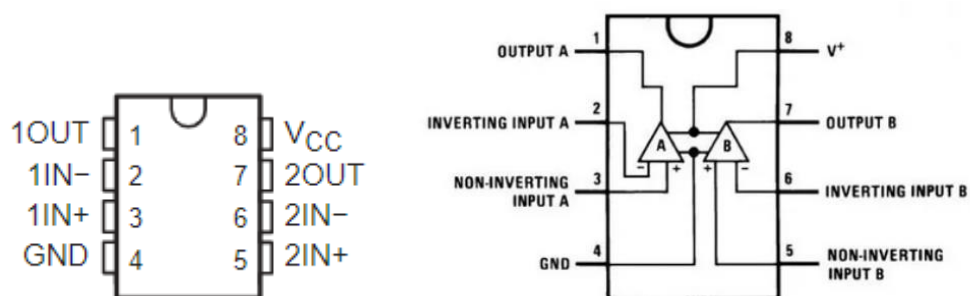 1OUT 1 8 VCC
1IN− 2 7 2OUT
1IN+ 3 6 2IN−
GND 4 5 2IN+
OUTPUT A 1 8 V+
INVERTING INPUT A 2 7 OUTPUT B
A B
− + + −
NON-INVERTING
INPUT A 3 6 INVERTING INPUT B
GND 4 5 NON-INVERTING
INPUT B